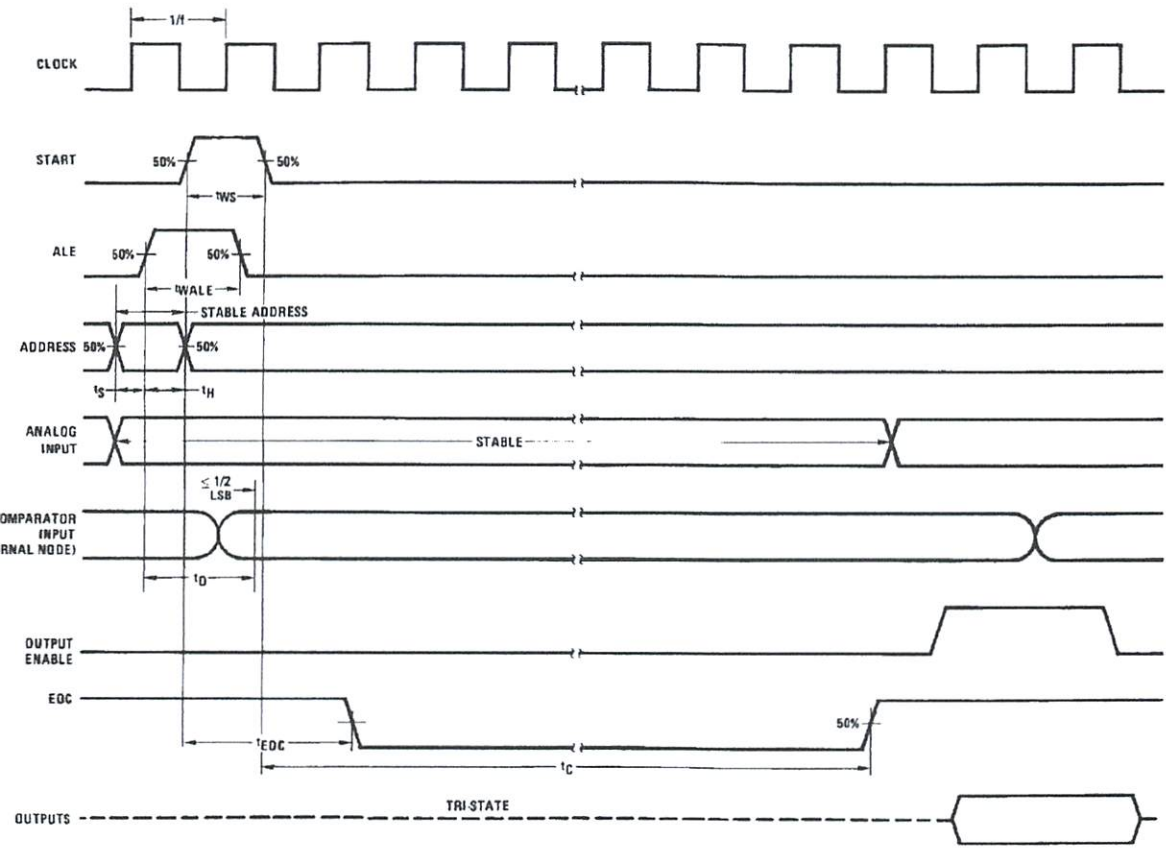 1/f
CLOCK
START
50%
50%
tWS
ALE
50%
50%
tWALE
STABLE ADDRESS
ADDRESS
50%
50%
tS
tH
ANALOG
INPUT
STABLE
≤ 1/2
LSB
OMPARATOR
INPUT
RNAL NODE)
tD
OUTPUT
ENABLE
EOC
50%
tEOC
tC
TRI-STATE
OUTPUTS